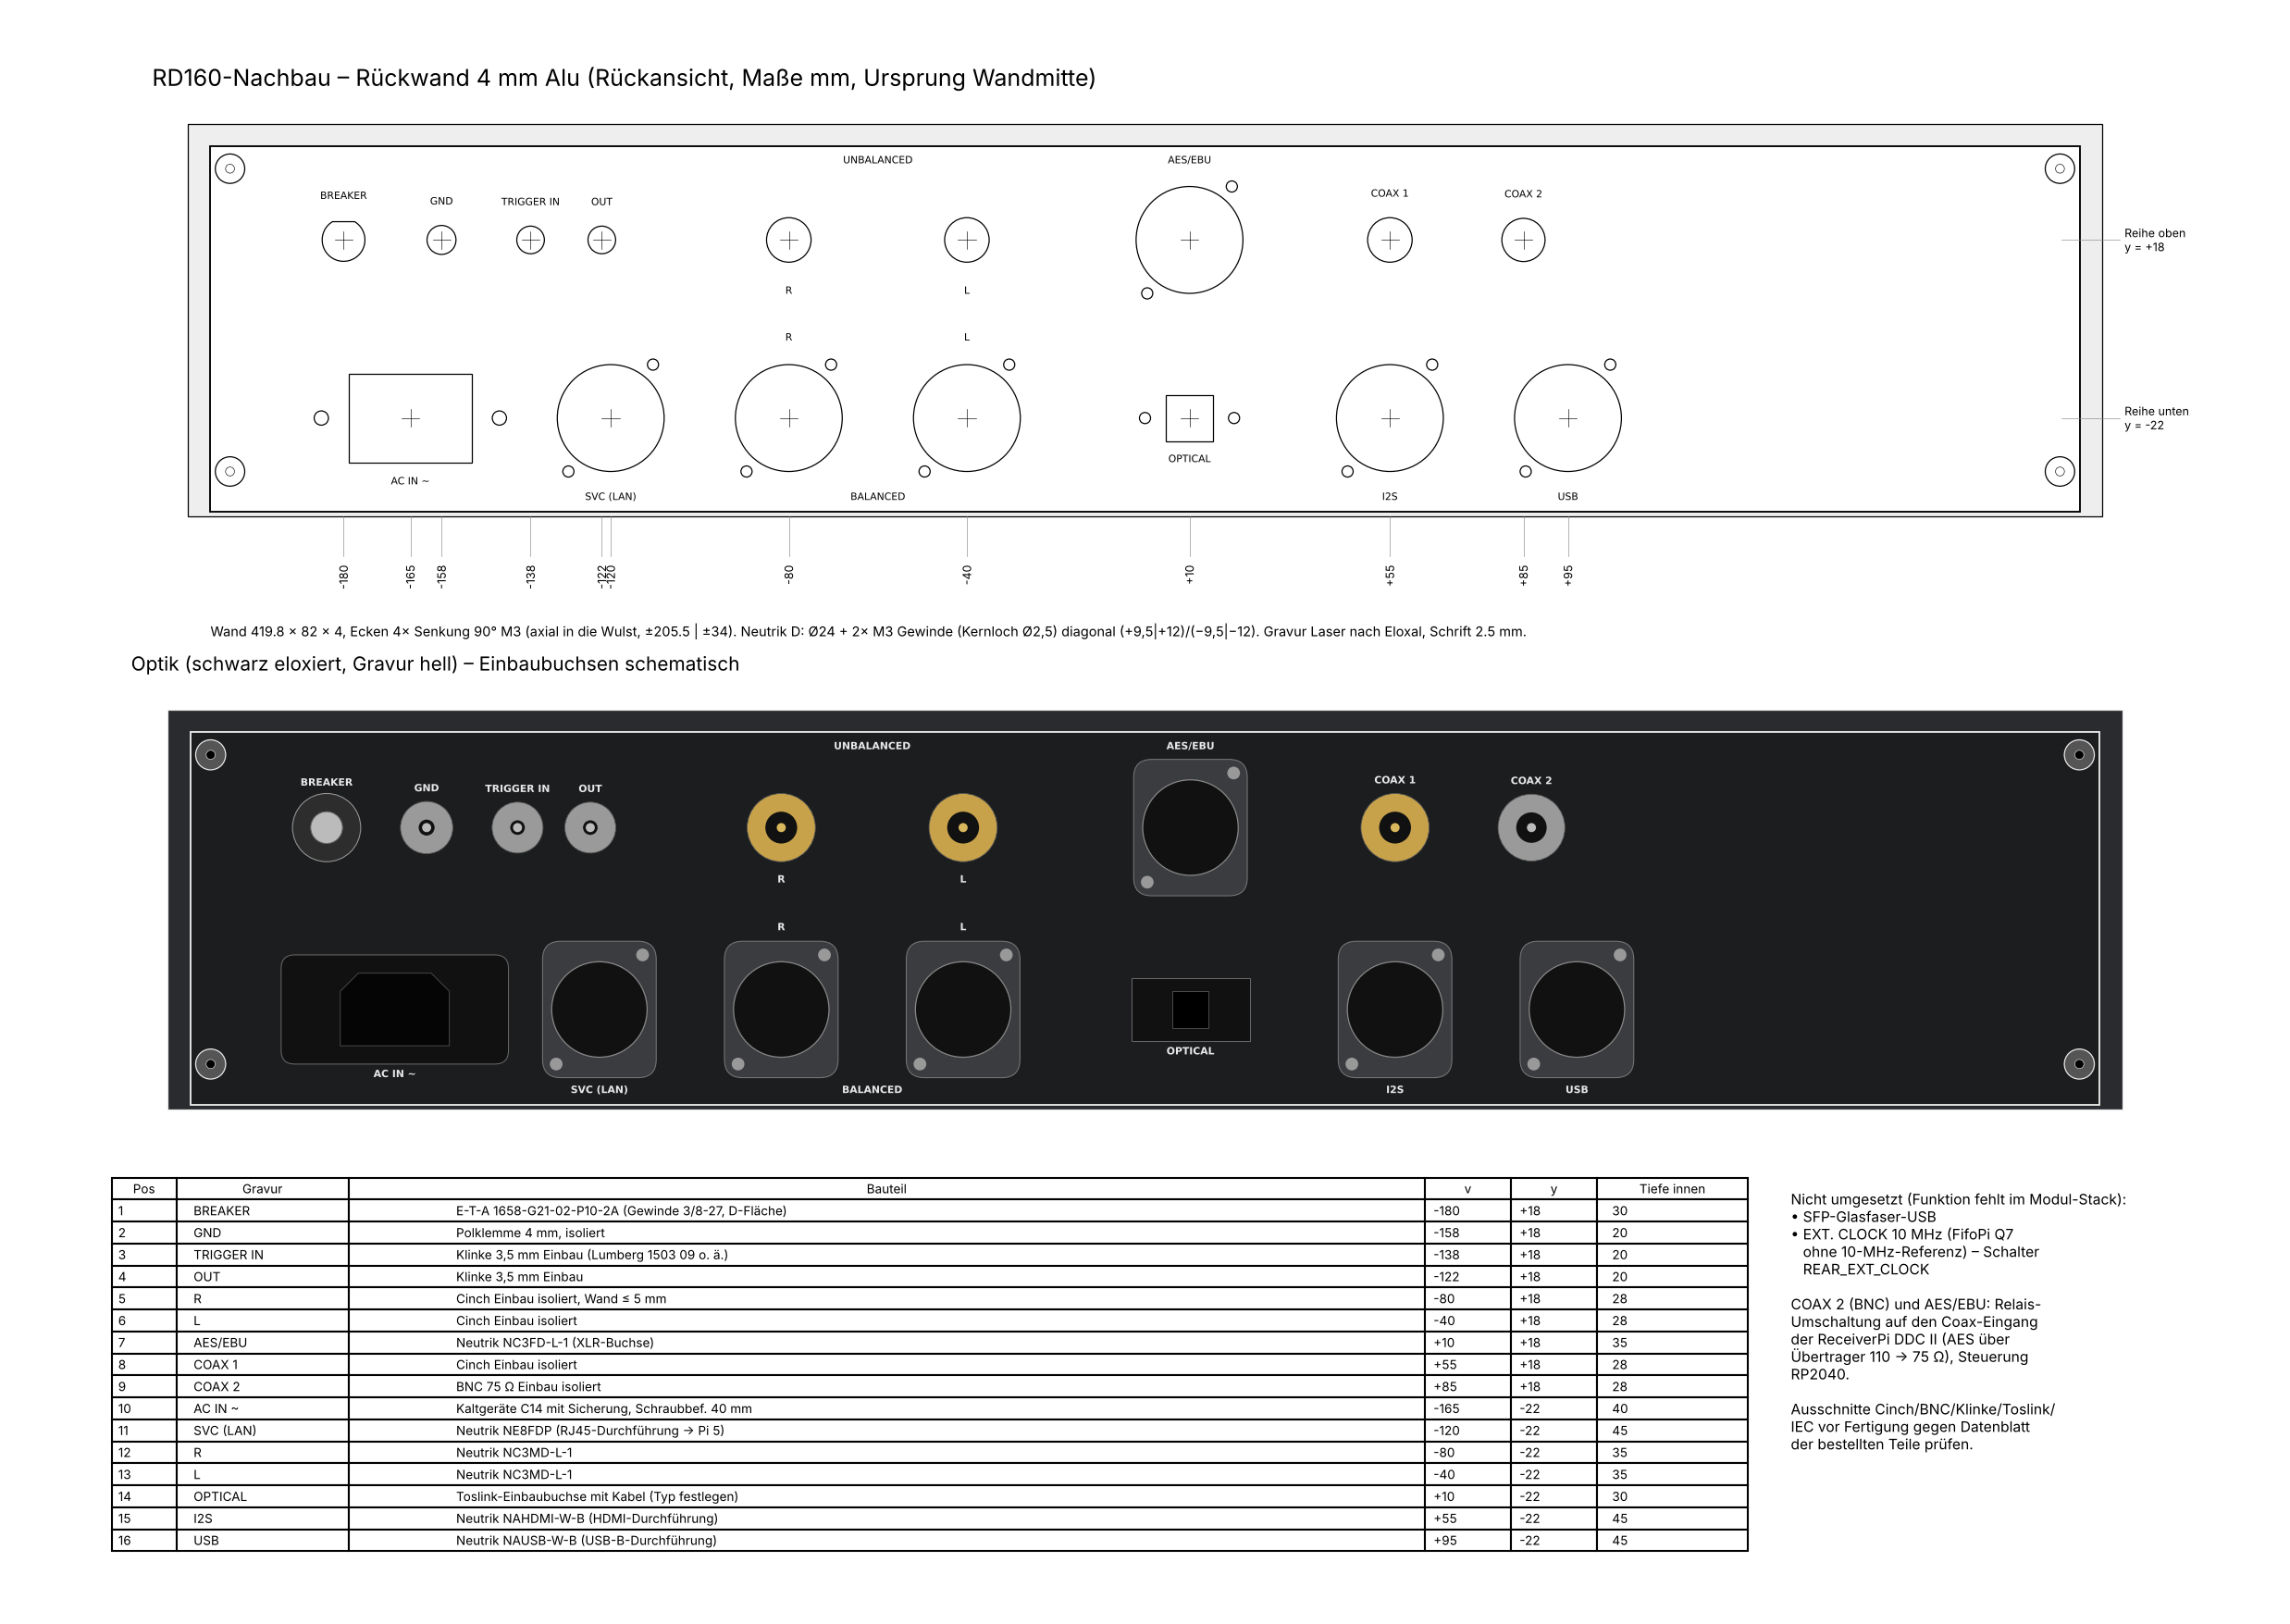 RD160-Nachbau – Rückwand 4 mm Alu (Rückansicht, Maße mm, Ursprung Wandmitte)
UNBALANCED AES/EBU
BREAKER GND TRIGGER IN OUT COAX 1 COAX 2
Reihe oben
y = +18
R L
R L
Reihe unten
y = -22
OPTICAL
AC IN ~
SVC (LAN) BALANCED I2S USB
-180 -165 -158 -138 -122 -120 -80 -40 +10 +55 +85 +95
Wand 419.8 × 82 × 4, Ecken 4× Senkung 90° M3 (axial in die Wulst, ±205.5 | ±34). Neutrik D: Ø24 + 2× M3 Gewinde (Kernloch Ø2,5) diagonal (+9,5|+12)/(−9,5|−12). Gravur Laser nach Eloxal, Schrift 2.5 mm.
Optik (schwarz eloxiert, Gravur hell) – Einbaubuchsen schematisch
UNBALANCED AES/EBU
BREAKER GND TRIGGER IN OUT COAX 1 COAX 2
R L
R L
OPTICAL
AC IN ~
SVC (LAN) BALANCED I2S USB
Pos Gravur Bauteil v y Tiefe innen
1 BREAKER E-T-A 1658-G21-02-P10-2A (Gewinde 3/8-27, D-Fläche) -180 +18 30
2 GND Polklemme 4 mm, isoliert -158 +18 20
3 TRIGGER IN Klinke 3,5 mm Einbau (Lumberg 1503 09 o. ä.) -138 +18 20
4 OUT Klinke 3,5 mm Einbau -122 +18 20
5 R Cinch Einbau isoliert, Wand ≤ 5 mm -80 +18 28
6 L Cinch Einbau isoliert -40 +18 28
7 AES/EBU Neutrik NC3FD-L-1 (XLR-Buchse) +10 +18 35
8 COAX 1 Cinch Einbau isoliert +55 +18 28
9 COAX 2 BNC 75 Ω Einbau isoliert +85 +18 28
10 AC IN ~ Kaltgeräte C14 mit Sicherung, Schraubbef. 40 mm -165 -22 40
11 SVC (LAN) Neutrik NE8FDP (RJ45-Durchführung → Pi 5) -120 -22 45
12 R Neutrik NC3MD-L-1 -80 -22 35
13 L Neutrik NC3MD-L-1 -40 -22 35
14 OPTICAL Toslink-Einbaubuchse mit Kabel (Typ festlegen) +10 -22 30
15 I2S Neutrik NAHDMI-W-B (HDMI-Durchführung) +55 -22 45
16 USB Neutrik NAUSB-W-B (USB-B-Durchführung) +95 -22 45
Nicht umgesetzt (Funktion fehlt im Modul-Stack):
• SFP-Glasfaser-USB
• EXT. CLOCK 10 MHz (FifoPi Q7
ohne 10-MHz-Referenz) – Schalter
REAR_EXT_CLOCK
COAX 2 (BNC) und AES/EBU: Relais-
Umschaltung auf den Coax-Eingang
der ReceiverPi DDC II (AES über
Übertrager 110 → 75 Ω), Steuerung
RP2040.
Ausschnitte Cinch/BNC/Klinke/Toslink/
IEC vor Fertigung gegen Datenblatt
der bestellten Teile prüfen.